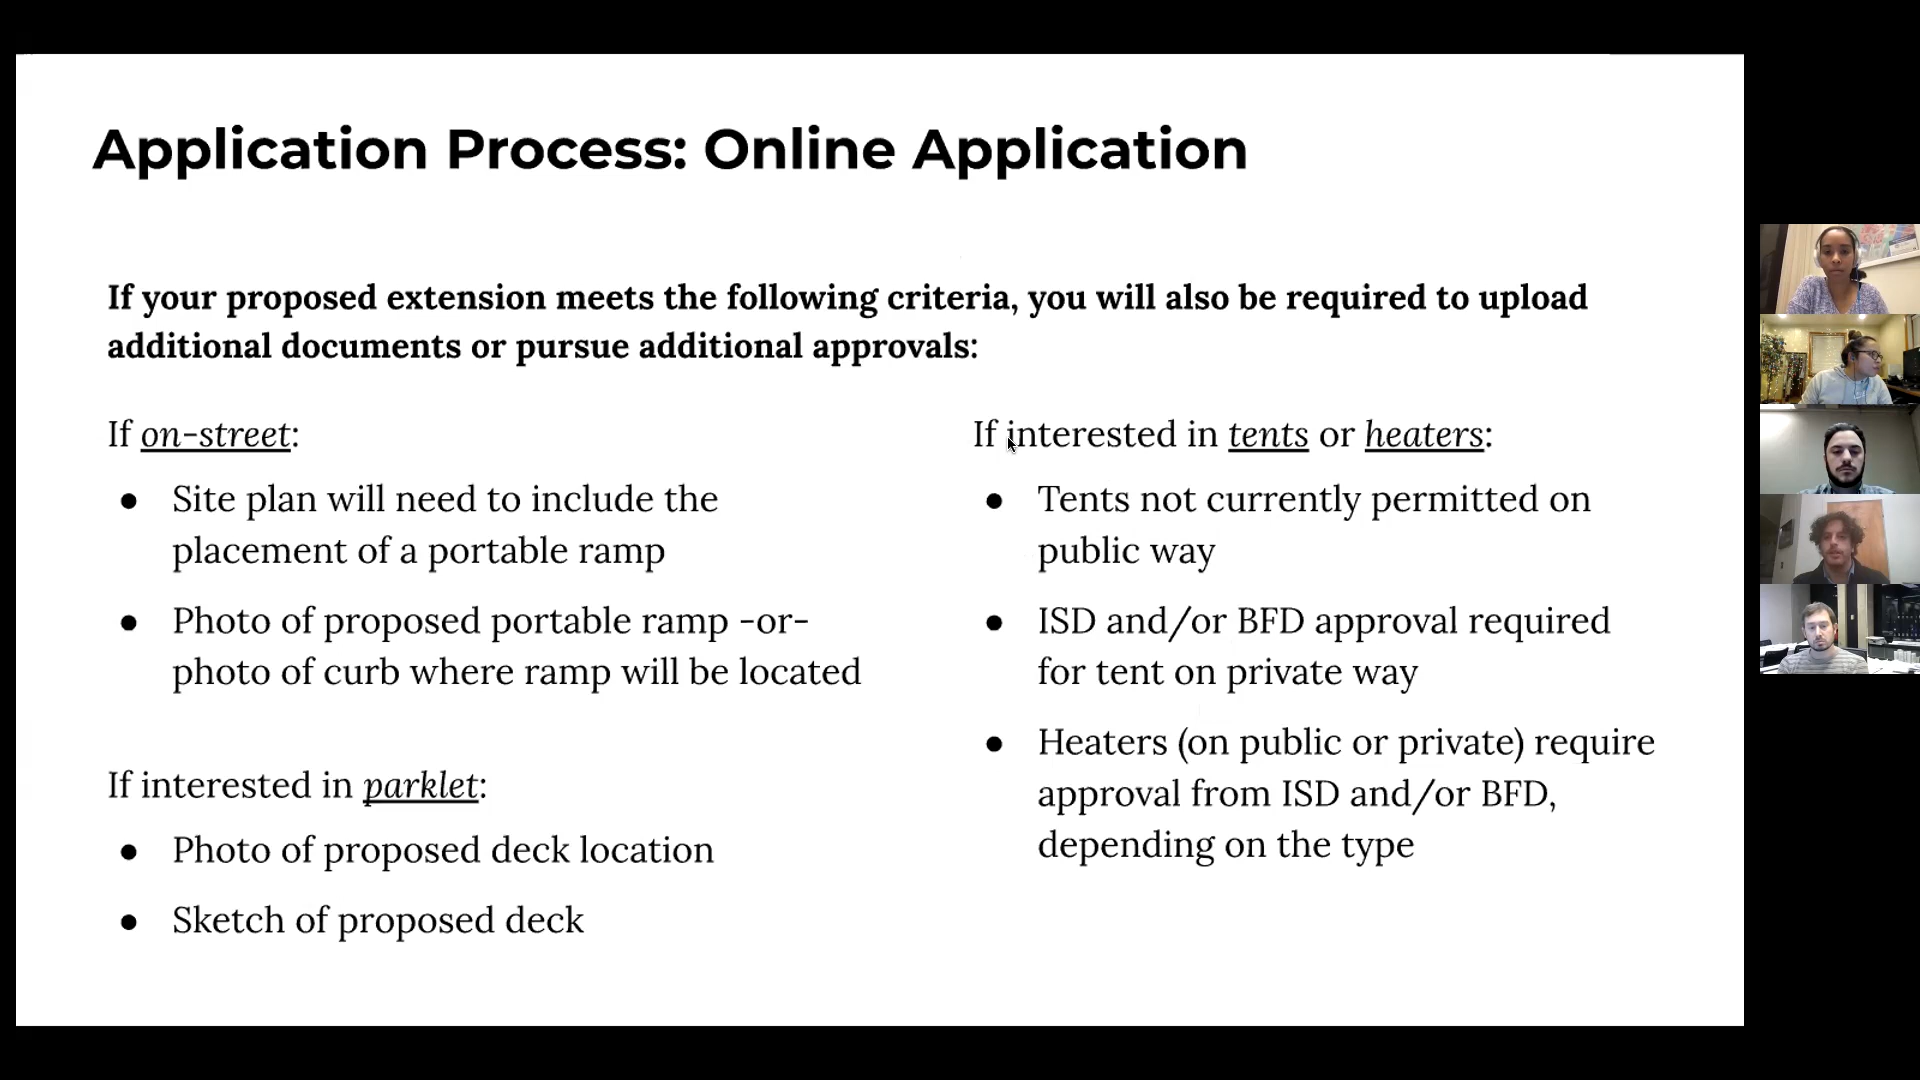 Application Process: Online Application
If your proposed extension meets the following criteria, you will also be required to upload
additional documents or pursue additional approvals:
If on-street:
● Site plan will need to include the
placement of a portable ramp
● Photo of proposed portable ramp -or-
photo of curb where ramp will be located
If interested in parklet:
● Photo of proposed deck location
● Sketch of proposed deck
If interested in tents or heaters:
● Tents not currently permitted on
public way
● ISD and/or BFD approval required
for tent on private way
● Heaters (on public or private) require
approval from ISD and/or BFD,
depending on the type